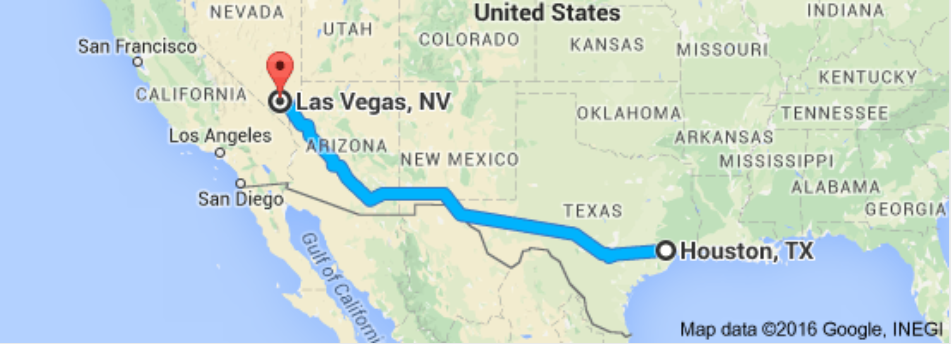 NEVADA
United States
INDIANA
UTAH
San Francisco
COLORADO
KANSAS
MISSOURI
KENTUCKY
CALIFORNIA
Las Vegas, NV
OKLAHOMA
TENNESSEE
Los Angeles
ARIZONA
NEW MEXICO
ARKANSAS
MISSISSIPPI
San Diego
ALABAMA
TEXAS
GEORGIA
Gulf of California
Houston, TX
Map data ©2016 Google, INEGI